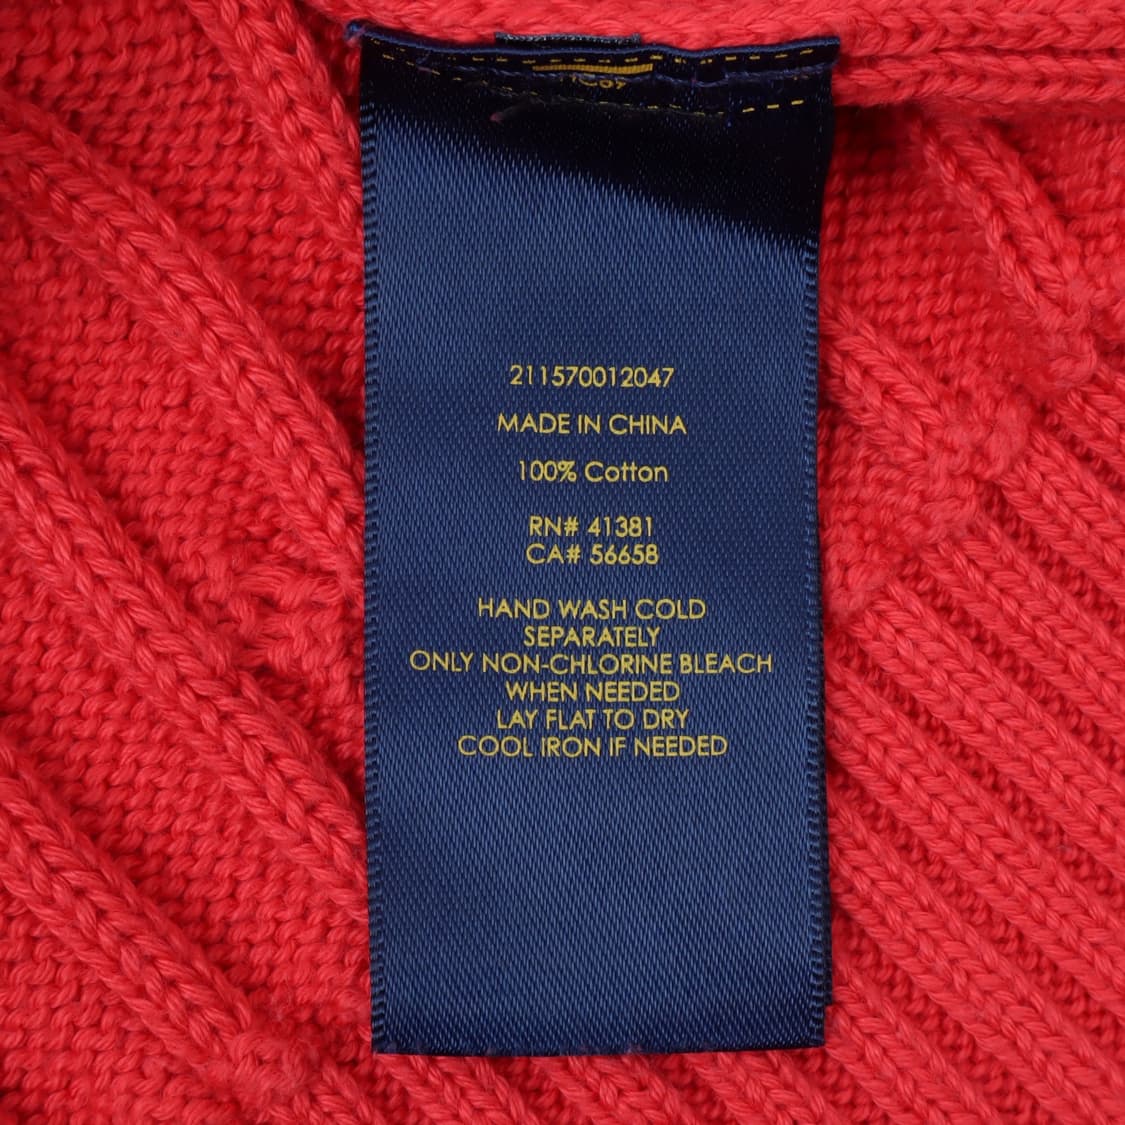 211570012047
MADE IN CHINA
100% Cotton
RN# 41381
CA# 56658
HAND WASH COLD
SEPARATELY
ONLY NON-CHLORINE BLEACH
WHEN NEEDED
LAY FLAT TO DRY
COOL IRON IF NEEDED